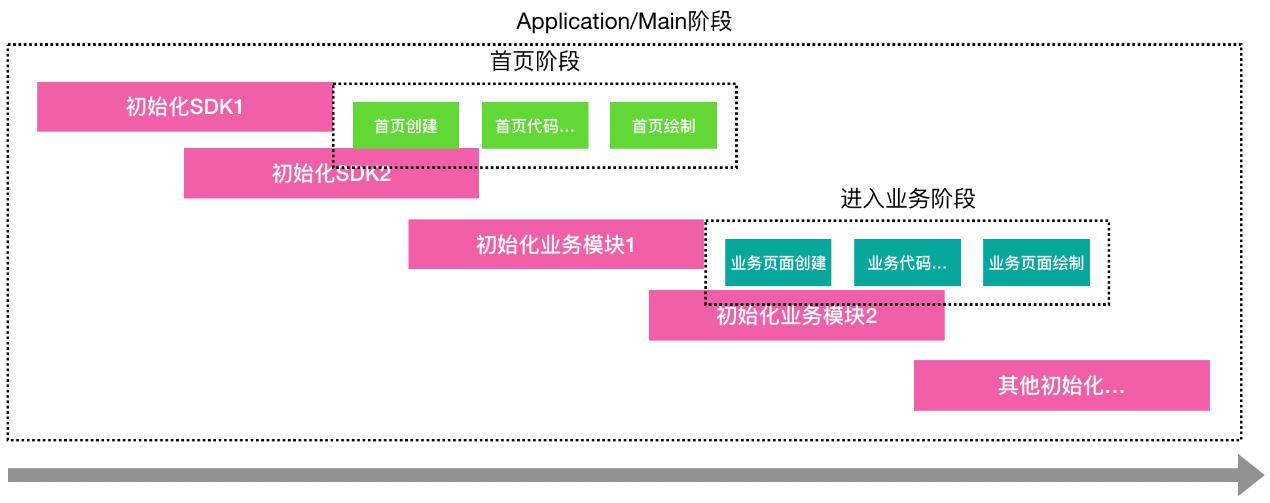 Application/Main阶段
首页阶段
初始化SDK1
首页创建
首页代码...
首页绘制
初始化SDK2
进入业务阶段
初始化业务模块1
业务页面创建
业务代码...
业务页面绘制
初始化业务模块2
其他初始化...